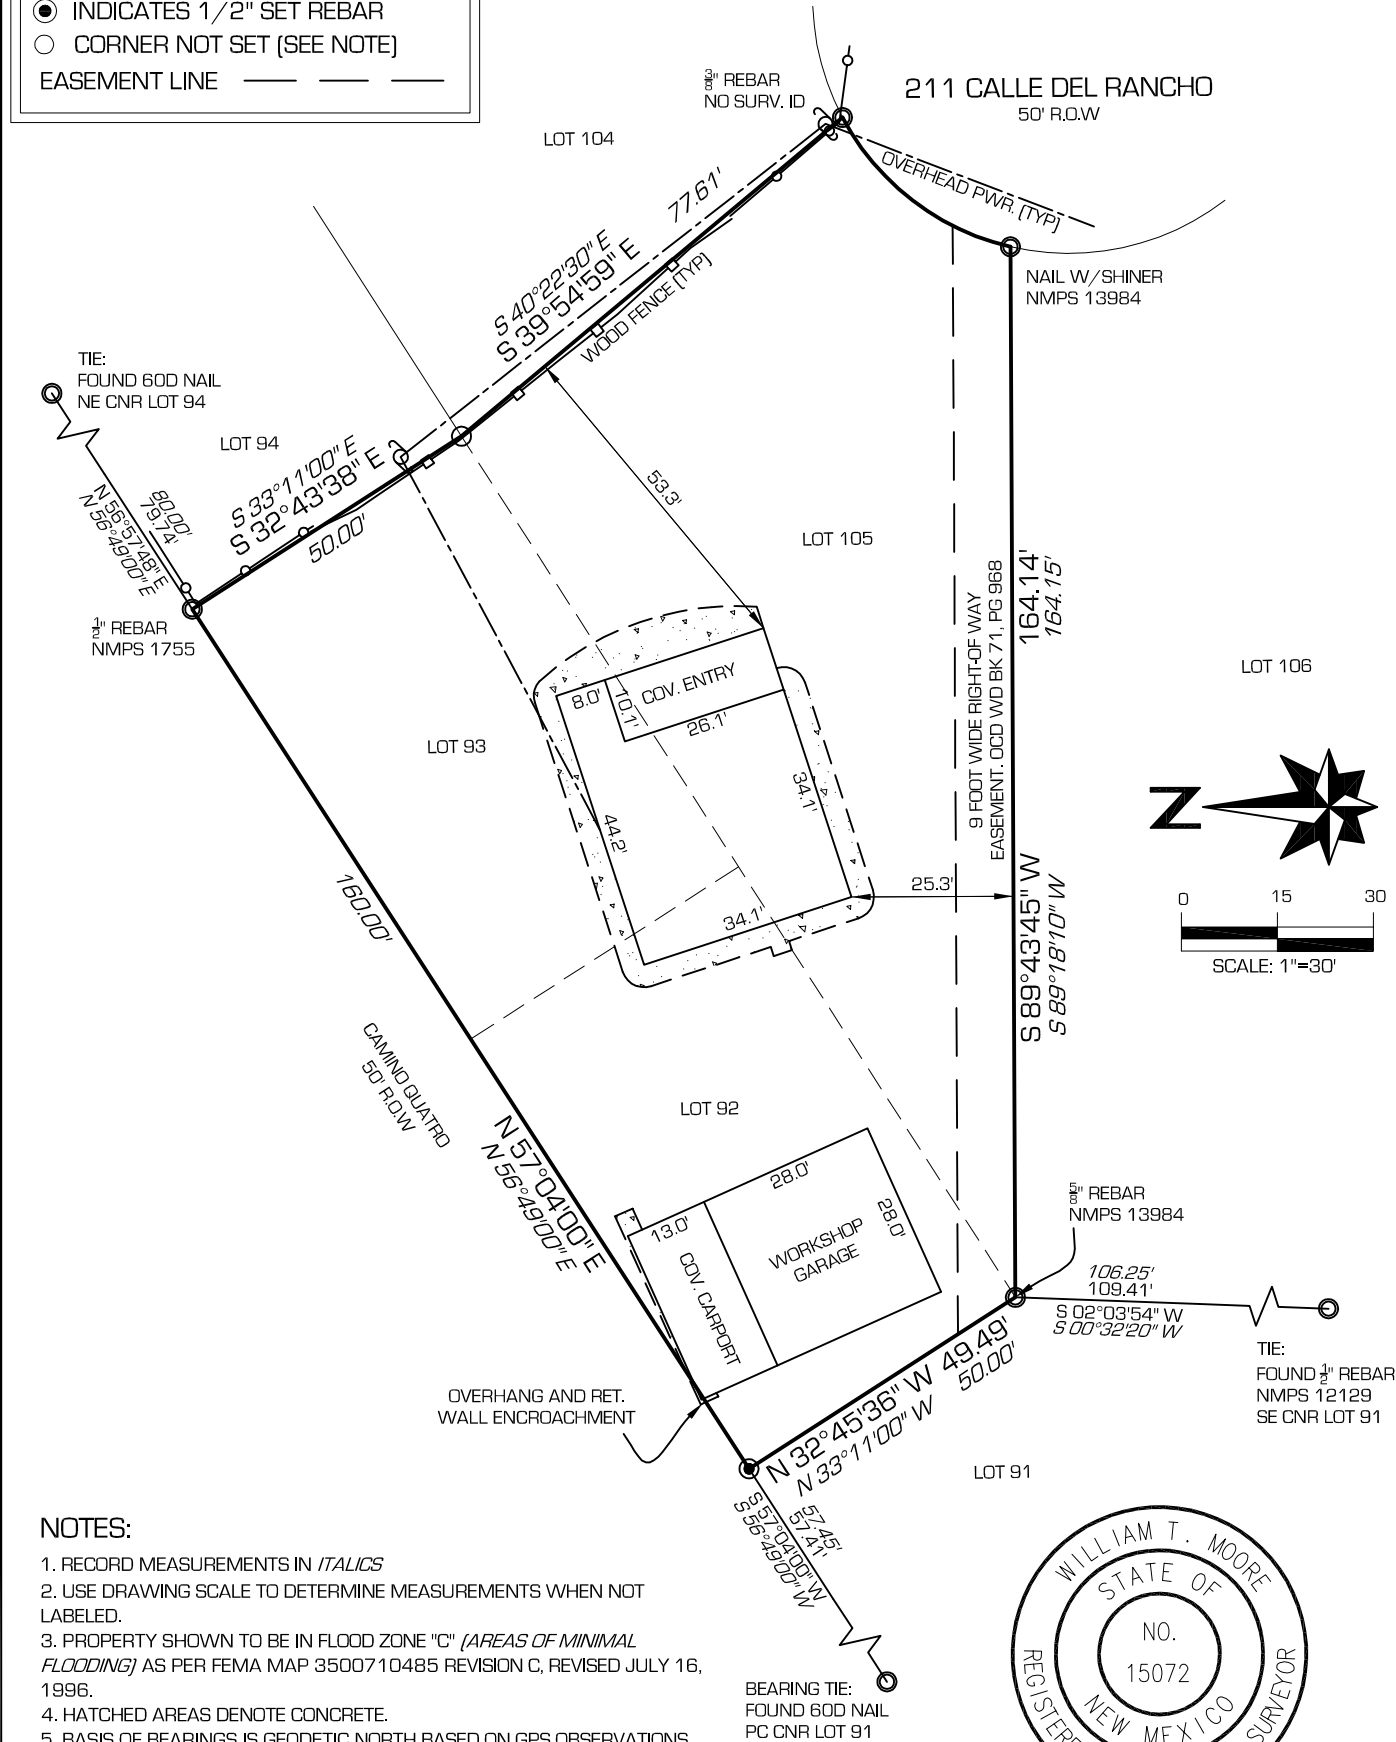 INDICATES 1/2" SET REBAR
CORNER NOT SET (SEE NOTE)
EASEMENT LINE
3/8" REBAR
NO SURV. ID
211 CALLE DEL RANCHO
50' R.O.W
LOT 104
OVERHEAD PWR. (TYP)
77.61'
S 40°22'30" E
S 39°54'59" E
WOOD FENCE (TYP)
NAIL W/SHINER
NMPS 13984
TIE:
FOUND 60D NAIL
NE CNR LOT 94
LOT 94
S 33°11'00" E
S 32°43'38" E
50.00'
80.00'
79.74'
N 56°57'48" E
N 56°49'00" E
1/2" REBAR
NMPS 1755
53.3'
LOT 105
164.14'
164.15'
9 FOOT WIDE RIGHT-OF WAY
EASEMENT. OCD WD BK 71, PG 968
LOT 106
COV. ENTRY
8.0'
10.1'
26.1'
LOT 93
34.1'
44.2'
34.1'
25.3'
Z
0 15 30
SCALE: 1"=30'
S 89°43'45" W
S 89°18'10" W
160.00'
CAMINO QUATRO
50' R.O.W
LOT 92
N 57°04'00" E
N 56°49'00" E
28.0'
28.0'
13.0'
WORKSHOP
GARAGE
COV. CARPORT
5/8" REBAR
NMPS 13984
106.25'
109.41'
S 02°03'54" W
S 00°32'20" W
TIE:
FOUND 1/2" REBAR
NMPS 12129
SE CNR LOT 91
OVERHANG AND RET.
WALL ENCROACHMENT
N 32°45'36" W 49.49'
N 33°11'00" W 50.00'
LOT 91
57.45'
57.41'
S 57°04'00" W
S 56°49'00" W
BEARING TIE:
FOUND 60D NAIL
PC CNR LOT 91
NOTES:
1. RECORD MEASUREMENTS IN ITALICS
2. USE DRAWING SCALE TO DETERMINE MEASUREMENTS WHEN NOT
LABELED.
3. PROPERTY SHOWN TO BE IN FLOOD ZONE "C" (AREAS OF MINIMAL
FLOODING) AS PER FEMA MAP 3500710485 REVISION C, REVISED JULY 16,
1996.
4. HATCHED AREAS DENOTE CONCRETE.
5. BASIS OF BEARINGS IS GEODETIC NORTH BASED ON GPS OBSERVATIONS
WILLIAM T. MOORE
STATE OF
NO.
15072
NEW MEXICO
SURVEYOR